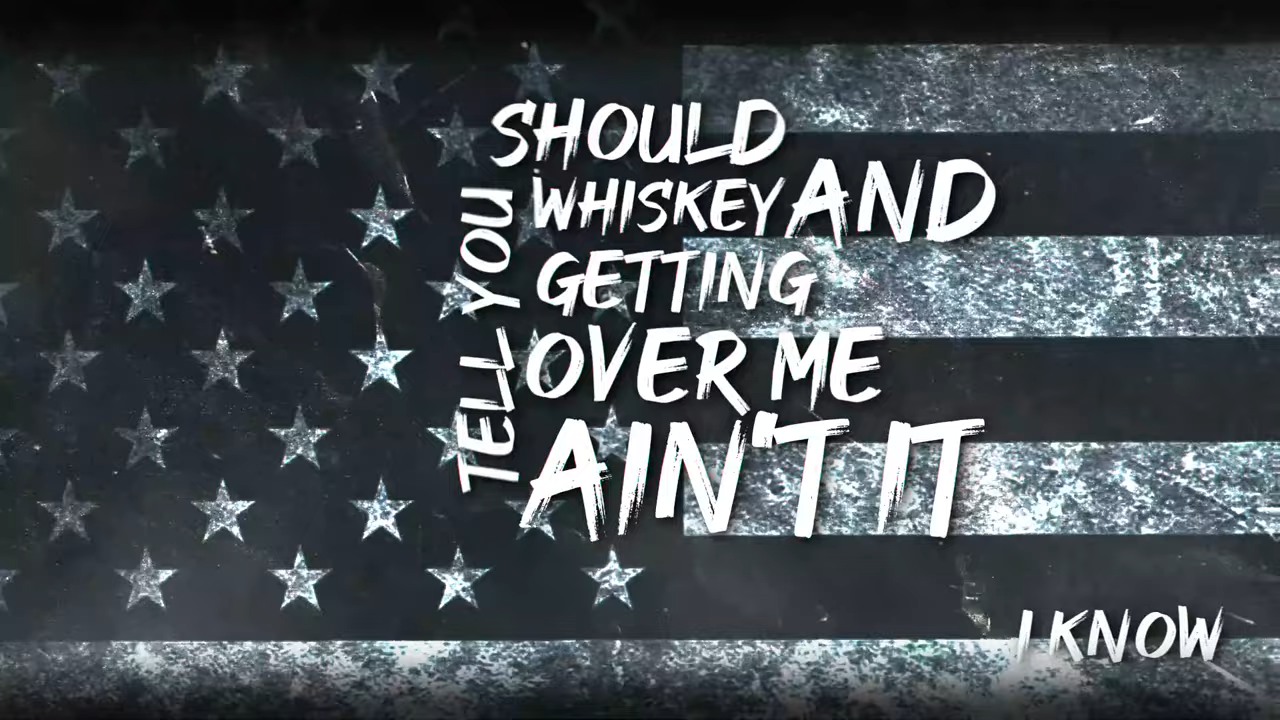 TELL YOU
SHOULD
WHISKEY AND
GETTING
OVER ME
AIN'T IT
I KNOW